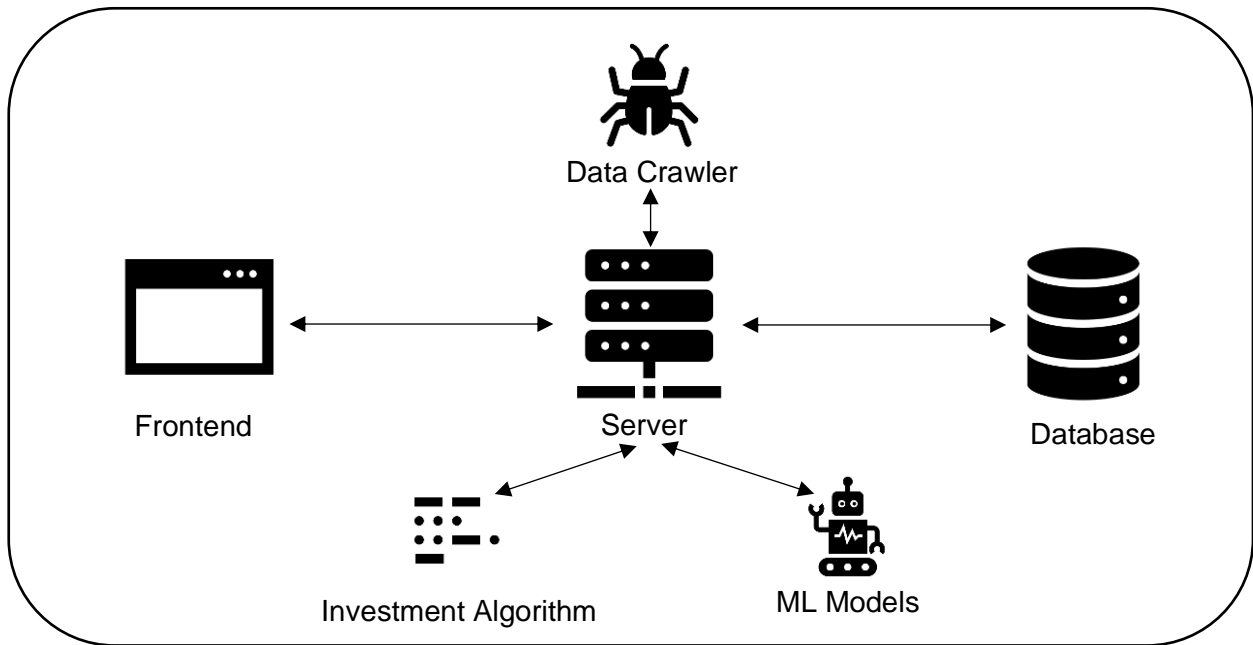 Data Crawler
Frontend
Server
Database
Investment Algorithm
ML Models